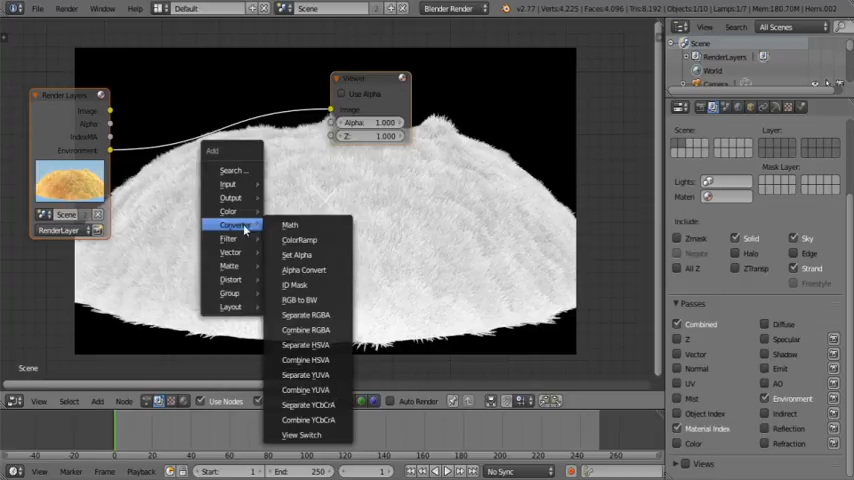 File Render Window Help Default Scene Blender Render v2.77 | Verts:4.225 | Faces:4.096 | Tris:8.192 | Mem:180.70M | Hemi.002
View Search All Scenes
Scene
RenderLayers
World
Camera
Render Layers
Image
Alpha
IndexMA
Environment
Scene
RenderLayer
Viewer
Use Alpha
Image
Alpha: 1.000
Z: 1.000
Add
Search ...
Input
Output
Color
Converter
Filter
Vector
Matte
Distort
Group
Layout
Math
ColorRamp
Set Alpha
Alpha Convert
ID Mask
RGB to BW
Separate RGBA
Combine RGBA
Separate HSVA
Combine HSVA
Separate YUVA
Combine YUVA
Separate YCbCrA
Combine YCbCrA
View Switch
Scene: Layer:
Mask Layer:
Lights:
Materi
Include:
Zmask Solid Sky
Negate Halo Edge
All Z ZTransp Strand
Freestyle
Passes
Combined Diffuse
Z Specular
Vector Shadow
Normal Emit
UV AO
Mist Environment
Object Index Indirect
Material Index Reflection
Color Refraction
Views
Scene
View Select Add Node Use Nodes Auto Render
-40 -20 0 20 40 60 80 100 120 140 160 180 200 220 240 260 280
View Marker Frame Playback Start: 1 End: 250 1 No Sync